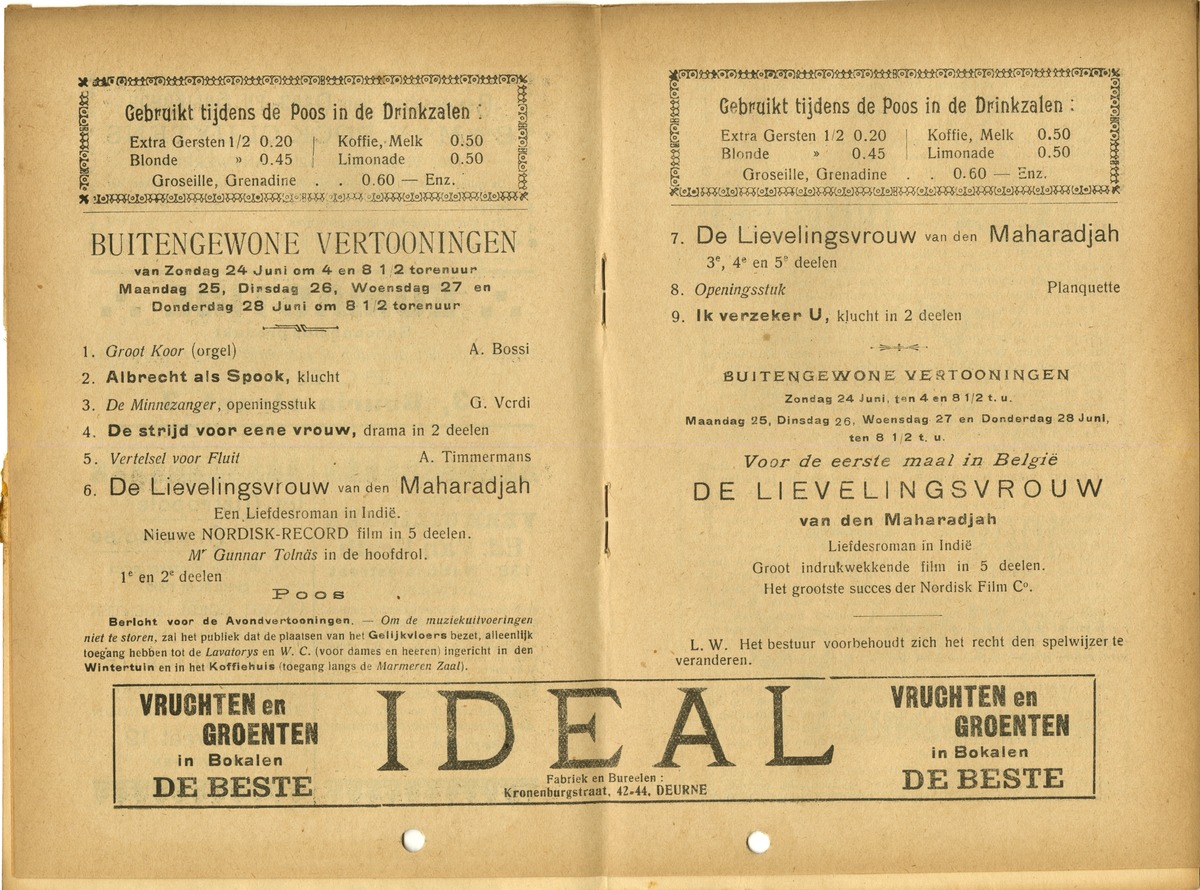 Gebruikt tijdens de Poos in de Drinkzalen :
Extra Gersten 1/2 0.20 | Koffie, Melk 0.50
Blonde » 0.45 | Limonade 0.50
Groseille, Grenadine . . 0.60 — Enz.
BUITENGEWONE VERTOONINGEN
van Zondag 24 Juni om 4 en 8 1/2 torenuur
Maandag 25, Dinsdag 26, Woensdag 27 en
Donderdag 28 Juni om 8 1/2 torenuur
1. Groot Koor (orgel) A. Bossi
2. Albrecht als Spook, klucht
3. De Minnezanger, openingsstuk G. Verdi
4. De strijd voor eene vrouw, drama in 2 deelen
5. Vertelsel voor Fluit A. Timmermans
6. De Lievelingsvrouw van den Maharadjah
Een Liefdesroman in Indië.
Nieuwe NORDISK-RECORD film in 5 deelen.
Mr Gunnar Tolnäs in de hoofdrol.
1e en 2e deelen
Poos
Bericht voor de Avondvertooningen. — Om de muziekuitvoeringen
niet te storen, zal het publiek dat de plaatsen van het Gelijkvloers bezet, alleenlijk
toegang hebben tot de Lavatorys en W. C. (voor dames en heeren) ingericht in den
Wintertuin en in het Koffiehuis (toegang langs de Marmeren Zaal).
Gebruikt tijdens de Poos in de Drinkzalen :
Extra Gersten 1/2 0.20 | Koffie, Melk 0.50
Blonde » 0.45 | Limonade 0.50
Groseille, Grenadine . . 0.60 — Enz.
7. De Lievelingsvrouw van den Maharadjah
3e, 4e en 5e deelen
8. Openingsstuk Planquette
9. Ik verzeker U, klucht in 2 deelen
BUITENGEWONE VERTOONINGEN
Zondag 24 Juni, ten 4 en 8 1/2 t. u.
Maandag 25, Dinsdag 26, Woensdag 27 en Donderdag 28 Juni,
ten 8 1/2 t. u.
Voor de eerste maal in België
DE LIEVELINGSVROUW
van den Maharadjah
Liefdesroman in Indië
Groot indrukwekkende film in 5 deelen.
Het grootste succes der Nordisk Film Co.
L. W. Het bestuur voorbehoudt zich het recht den spelwijzer te
veranderen.
VRUCHTEN en
GROENTEN
in Bokalen
DE BESTE
IDEAL
Fabriek en Bureelen :
Kronenburgstraat, 42-44, DEURNE
VRUCHTEN en
GROENTEN
in Bokalen
DE BESTE